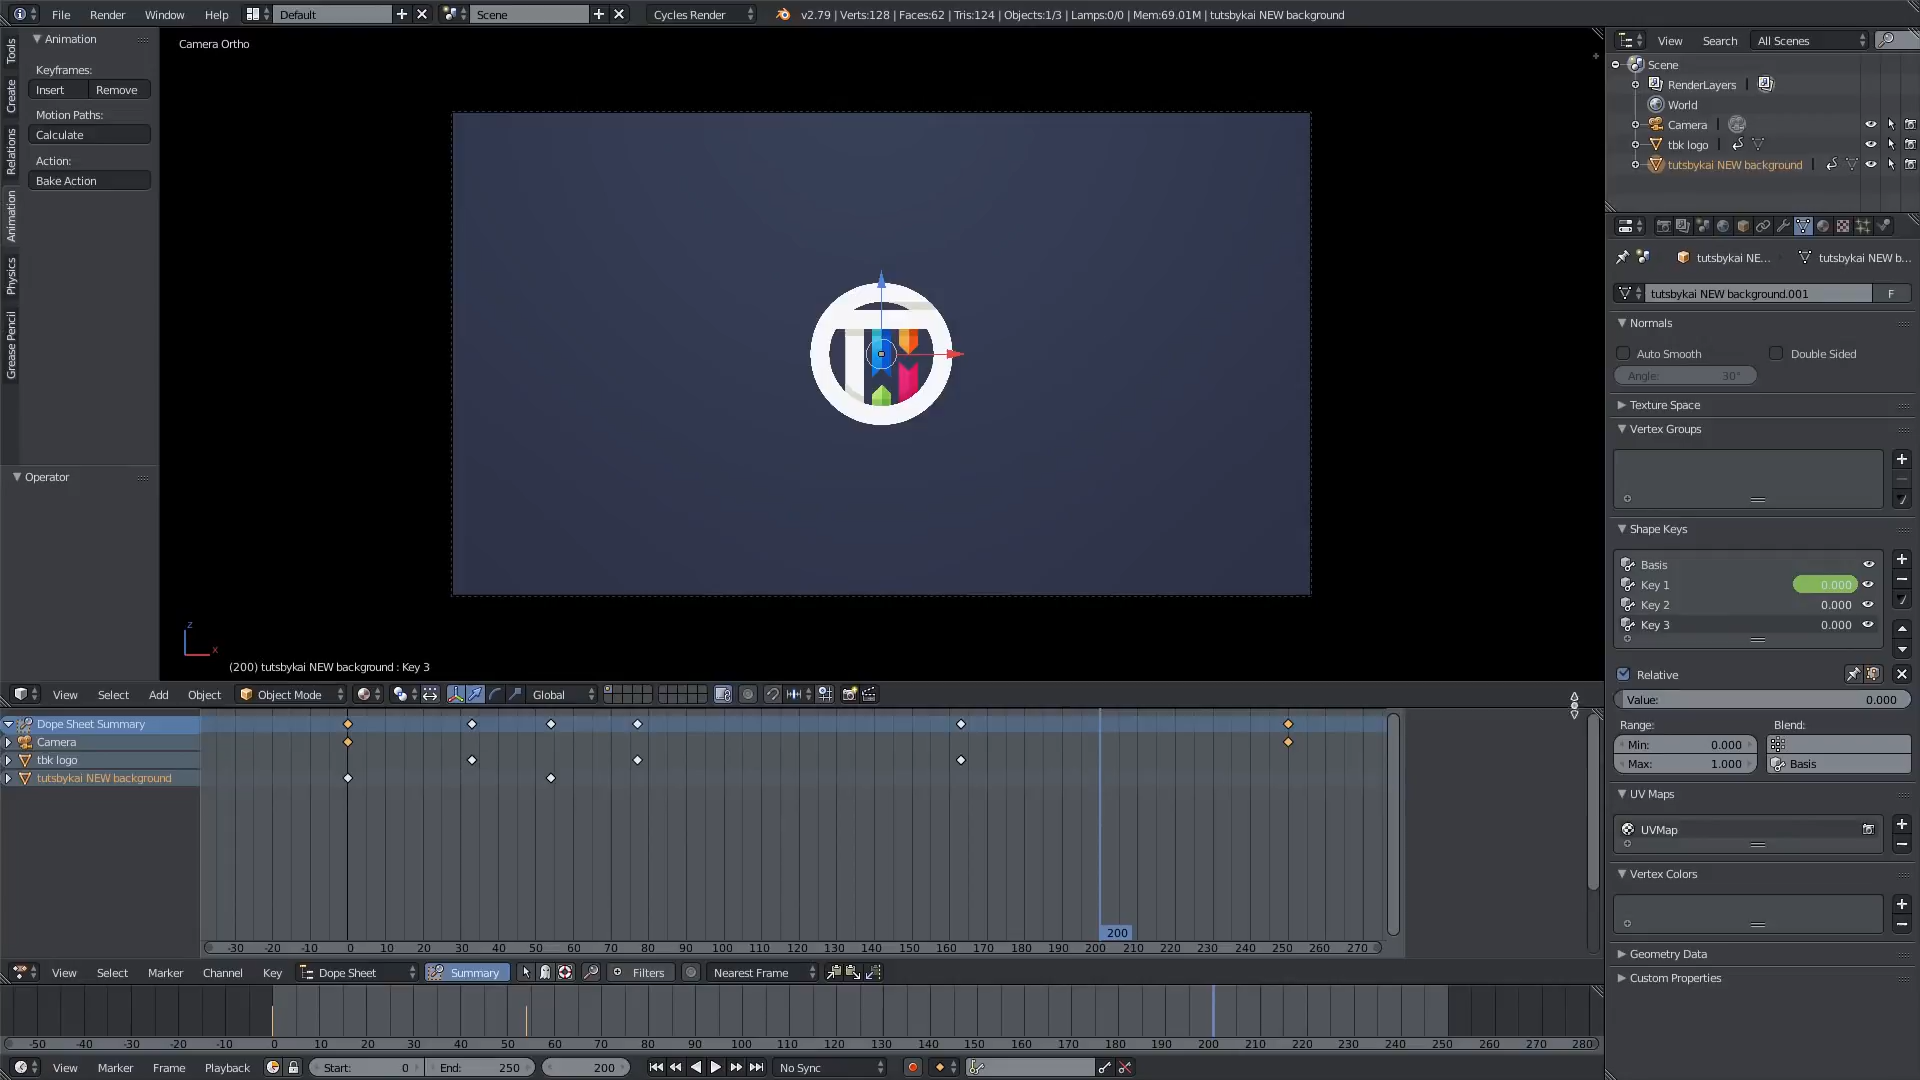 File Render Window Help Default Scene Cycles Render v2.79 | Verts:128 | Faces:62 | Tris:124 | Objects:1/3 | Lamps:0/0 | Mem:69.01M | tutsbykai NEW background
Tools
Create
Relations
Animation
Physics
Grease Pencil
Animation
Keyframes:
Insert Remove
Motion Paths:
Calculate
Action:
Bake Action
Operator
Camera Ortho
z
x
(200) tutsbykai NEW background : Key 3
View Search All Scenes
Scene
RenderLayers |
World
Camera |
tbk logo |
tutsbykai NEW background |
tutsbykai NE... tutsbykai NEW b...
tutsbykai NEW background.001 F
Normals
Auto Smooth Double Sided
Angle: 30°
Texture Space
Vertex Groups
Shape Keys
Basis
Key 1 0.000
Key 2 0.000
Key 3 0.000
Relative
Value: 0.000
Range: Blend:
Min: 0.000
Max: 1.000 Basis
UV Maps
UVMap
Vertex Colors
Geometry Data
Custom Properties
View Select Add Object Object Mode Global
Dope Sheet Summary
Camera
tbk logo
tutsbykai NEW background
200
-30 -20 -10 0 10 20 30 40 50 60 70 80 90 100 110 120 130 140 150 160 170 180 190 200 210 220 230 240 250 260 270
View Select Marker Channel Key Dope Sheet Summary Filters Nearest Frame
-50 -40 -30 -20 -10 0 10 20 30 40 50 60 70 80 90 100 110 120 130 140 150 160 170 180 190 200 210 220 230 240 250 260 270 280
View Marker Frame Playback Start: 0 End: 250 200 No Sync